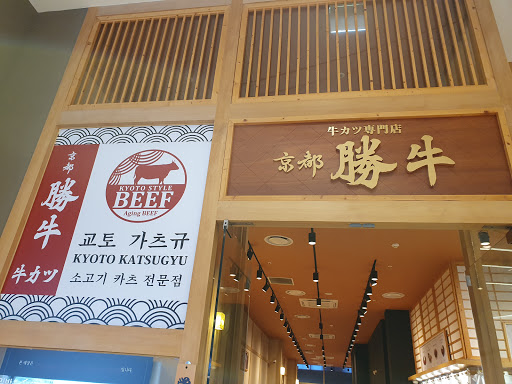 京都
勝牛
牛カツ
KYOTO STYLE
BEEF
Aging BEEF
교토 가츠규
KYOTO KATSUGYU
소고기 카츠 전문점
牛カツ専門店
京都 勝牛